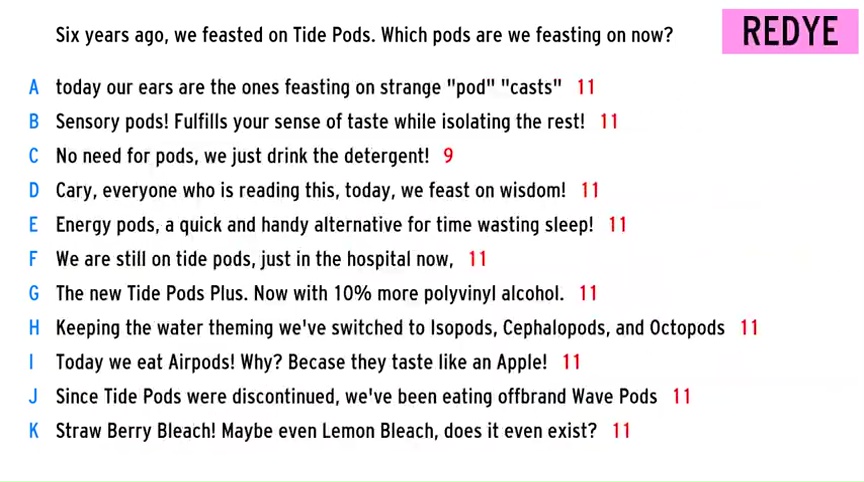 Six years ago, we feasted on Tide Pods. Which pods are we feasting on now?
REDYE
A today our ears are the ones feasting on strange "pod" "casts" 11
B Sensory pods! Fulfills your sense of taste while isolating the rest! 11
C No need for pods, we just drink the detergent! 9
D Cary, everyone who is reading this, today, we feast on wisdom! 11
E Energy pods, a quick and handy alternative for time wasting sleep! 11
F We are still on tide pods, just in the hospital now, 11
G The new Tide Pods Plus. Now with 10% more polyvinyl alcohol. 11
H Keeping the water theming we've switched to Isopods, Cephalopods, and Octopods 11
I Today we eat Airpods! Why? Becase they taste like an Apple! 11
J Since Tide Pods were discontinued, we've been eating offbrand Wave Pods 11
K Straw Berry Bleach! Maybe even Lemon Bleach, does it even exist? 11